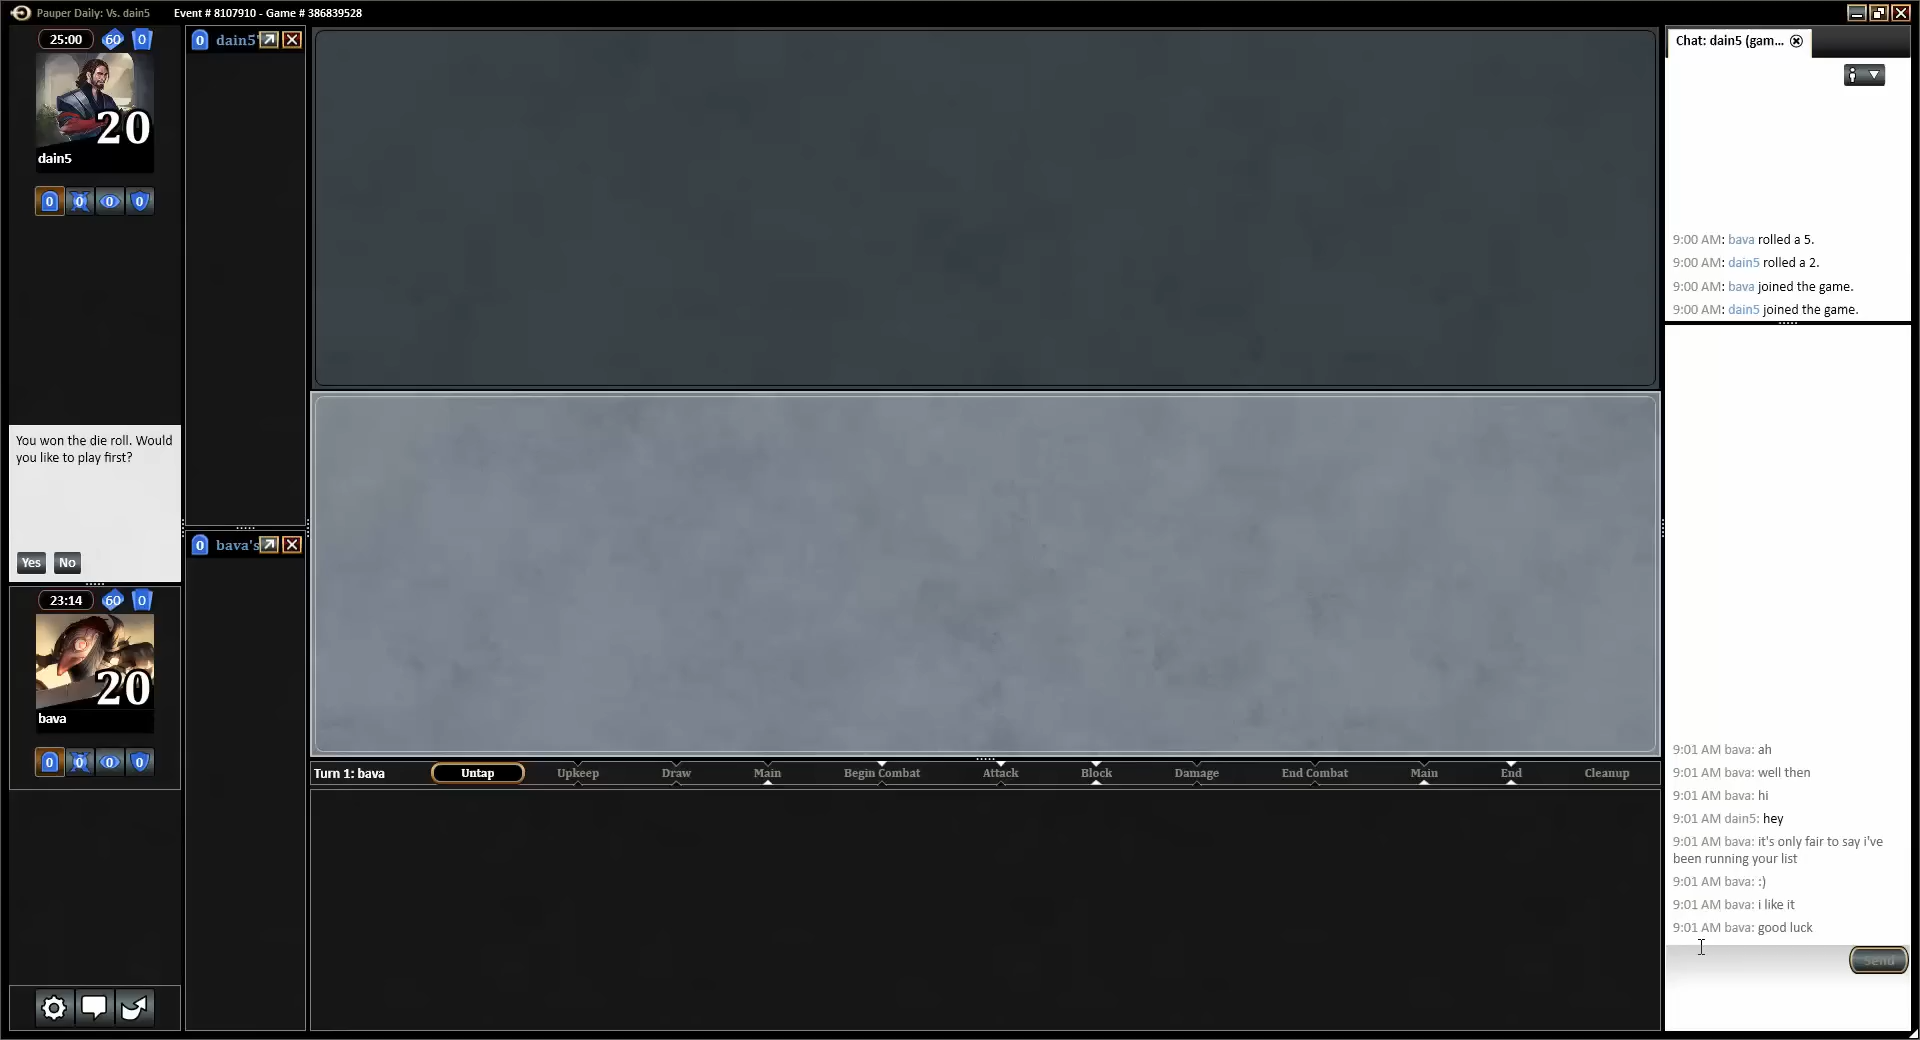 Pauper Daily: Vs. dain5
Event # 8107910 - Game # 386839528
25:00
60
0
20
dain5
0
0
0
0
You won the die roll. Would
you like to play first?
Yes
No
23:14
60
0
20
bava
0
0
0
0
0
dain5'
0
bava's
Turn 1: bava
Untap
Upkeep
Draw
Main
Begin Combat
Attack
Block
Damage
End Combat
Main
End
Cleanup
Chat: dain5 (gam...
9:00 AM: bava rolled a 5.
9:00 AM: dain5 rolled a 2.
9:00 AM: bava joined the game.
9:00 AM: dain5 joined the game.
9:01 AM bava: ah
9:01 AM bava: well then
9:01 AM bava: hi
9:01 AM dain5: hey
9:01 AM bava: it's only fair to say i've
been running your list
9:01 AM bava: :)
9:01 AM bava: i like it
9:01 AM bava: good luck
Send